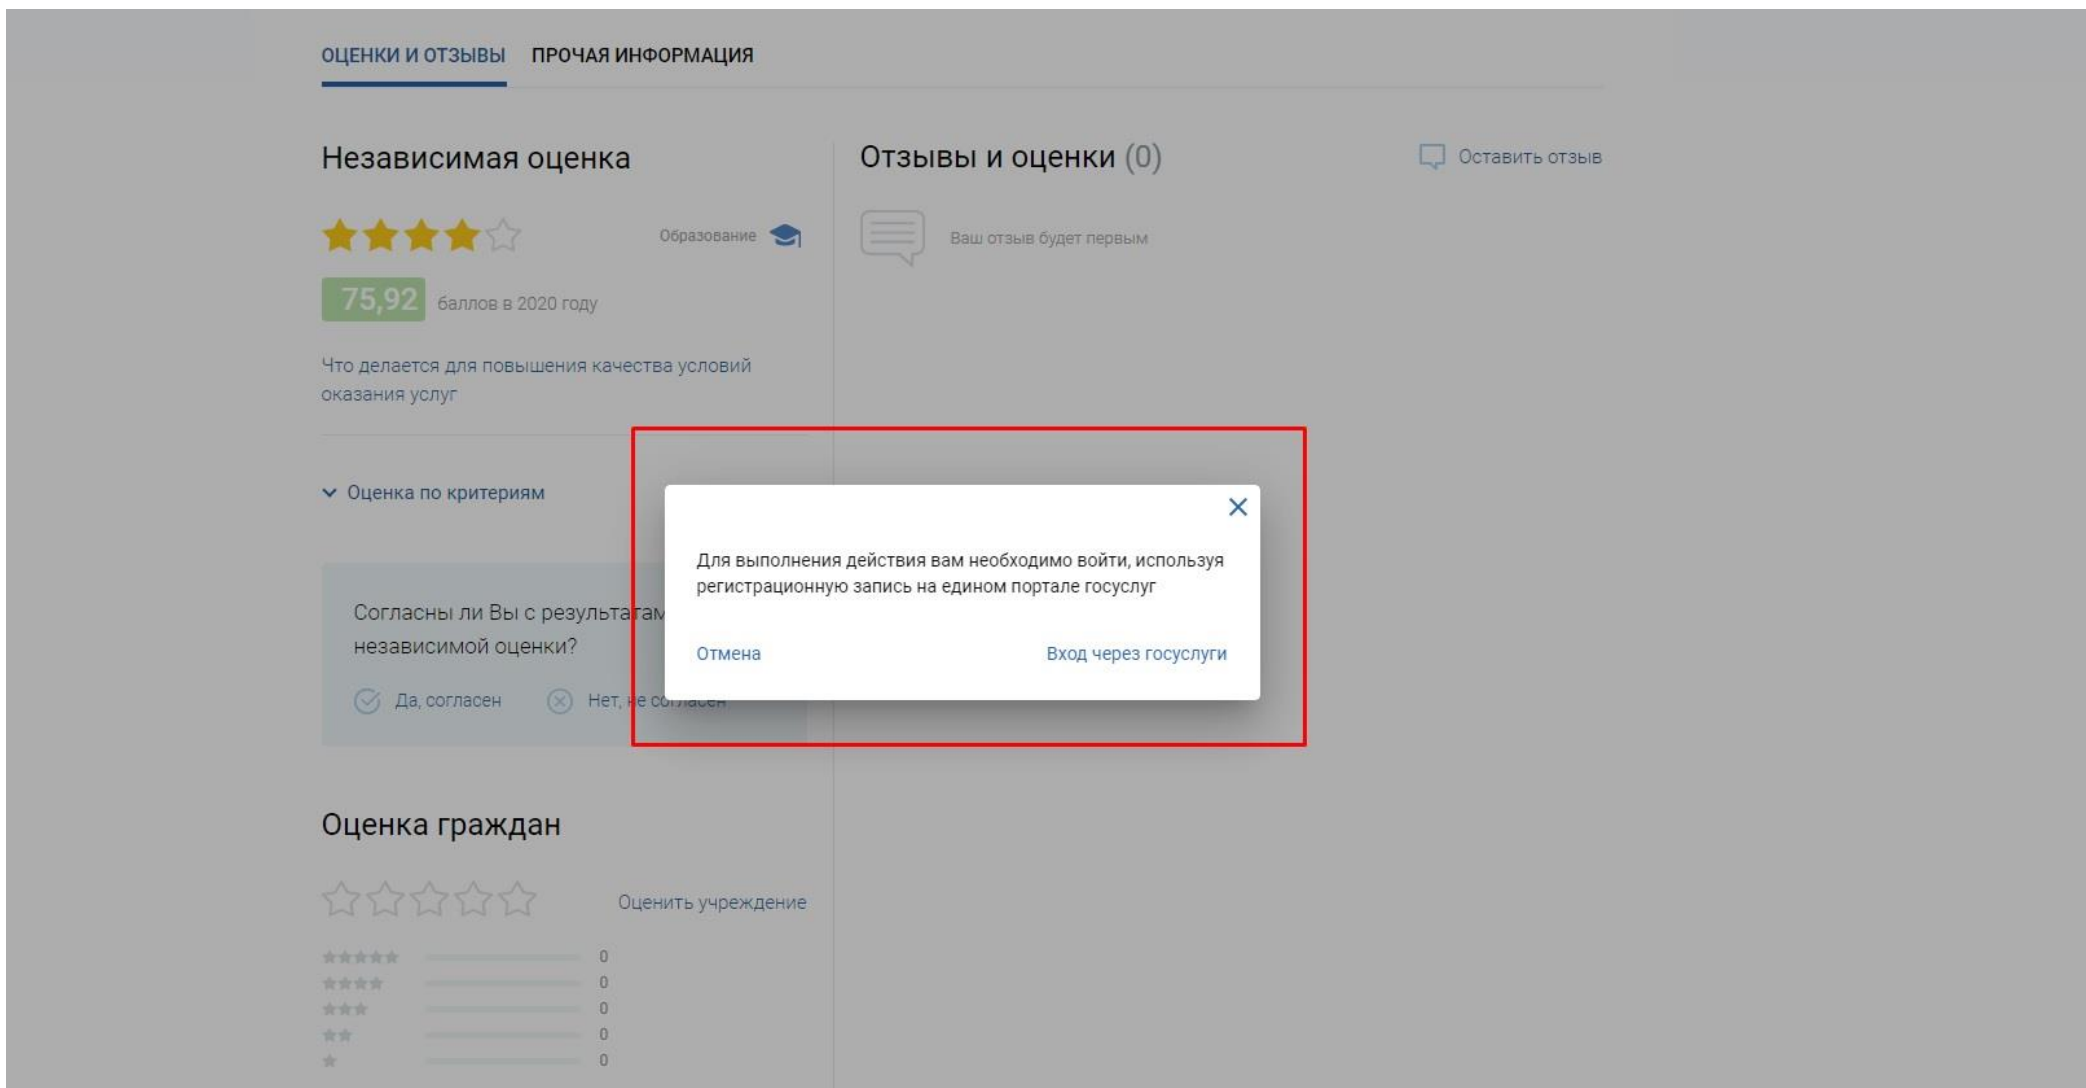 ОЦЕНКИ И ОТЗЫВЫ ПРОЧАЯ ИНФОРМАЦИЯ
Независимая оценка
Образование
75,92 баллов в 2020 году
Что делается для повышения качества условий
оказания услуг
Оценка по критериям
Согласны ли Вы с результатам
независимой оценки?
Да, согласен Нет, не согласен
Оценка граждан
Оценить учреждение
0
0
0
0
0
Отзывы и оценки (0)
Оставить отзыв
Ваш отзыв будет первым
Для выполнения действия вам необходимо войти, используя
регистрационную запись на едином портале госуслуг
Отмена Вход через госуслуги